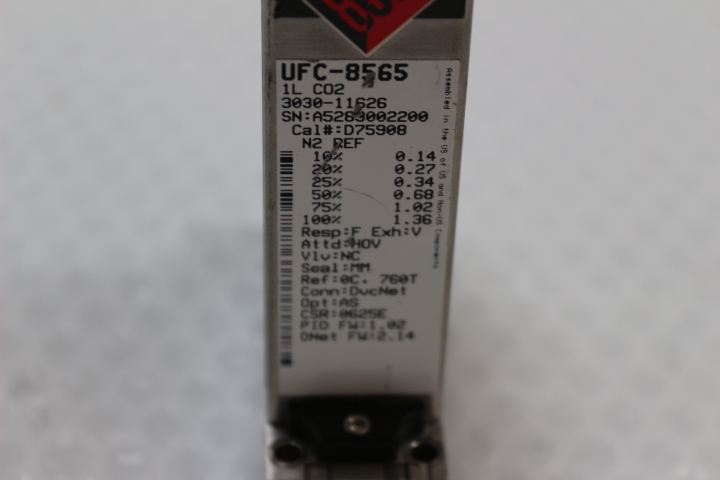 UFC-8565
1L CO2
3030-11626
SN:A5263002200
Cal#:D75908
N2 REF
10% 0.14
20% 0.27
25% 0.34
50% 0.68
75% 1.02
100% 1.36
Resp:F Exh:V
Attd:HOV
Vlv:NC
Seal:MM
Ref:0C. 760T
Conn:DvcNet
Opt:AS
CSR:0625E
PID FW:1.02
DNet FW:2.14
Assembled in the US of US and Non-US Components